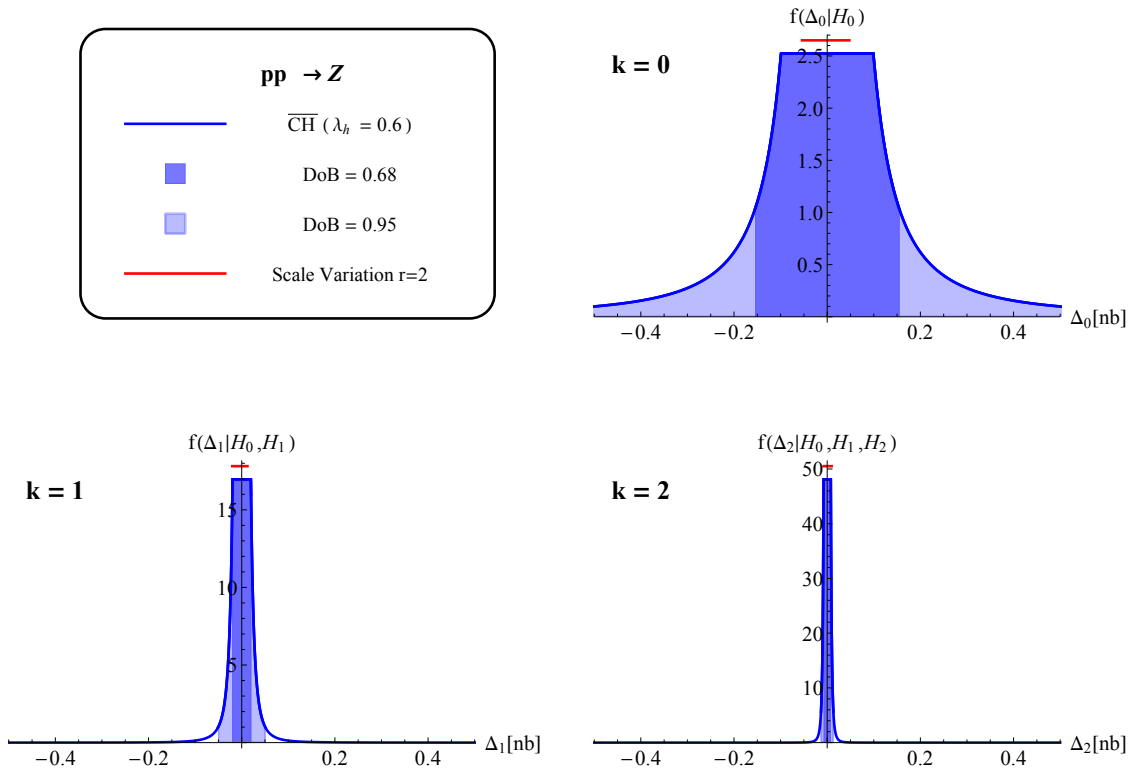 pp → Z
CH ( λh = 0.6 )
DoB = 0.68
DoB = 0.95
Scale Variation r=2
f(Δ0|H0)
k = 0
2.5
2.0
1.5
1.0
0.5
−0.4 −0.2 0.2 0.4 Δ0[nb]
f(Δ1|H0,H1)
k = 1
15
10
5
−0.4 −0.2 0.2 0.4 Δ1[nb]
f(Δ2|H0,H1,H2)
k = 2
50
40
30
20
10
−0.4 −0.2 0.2 0.4 Δ2[nb]